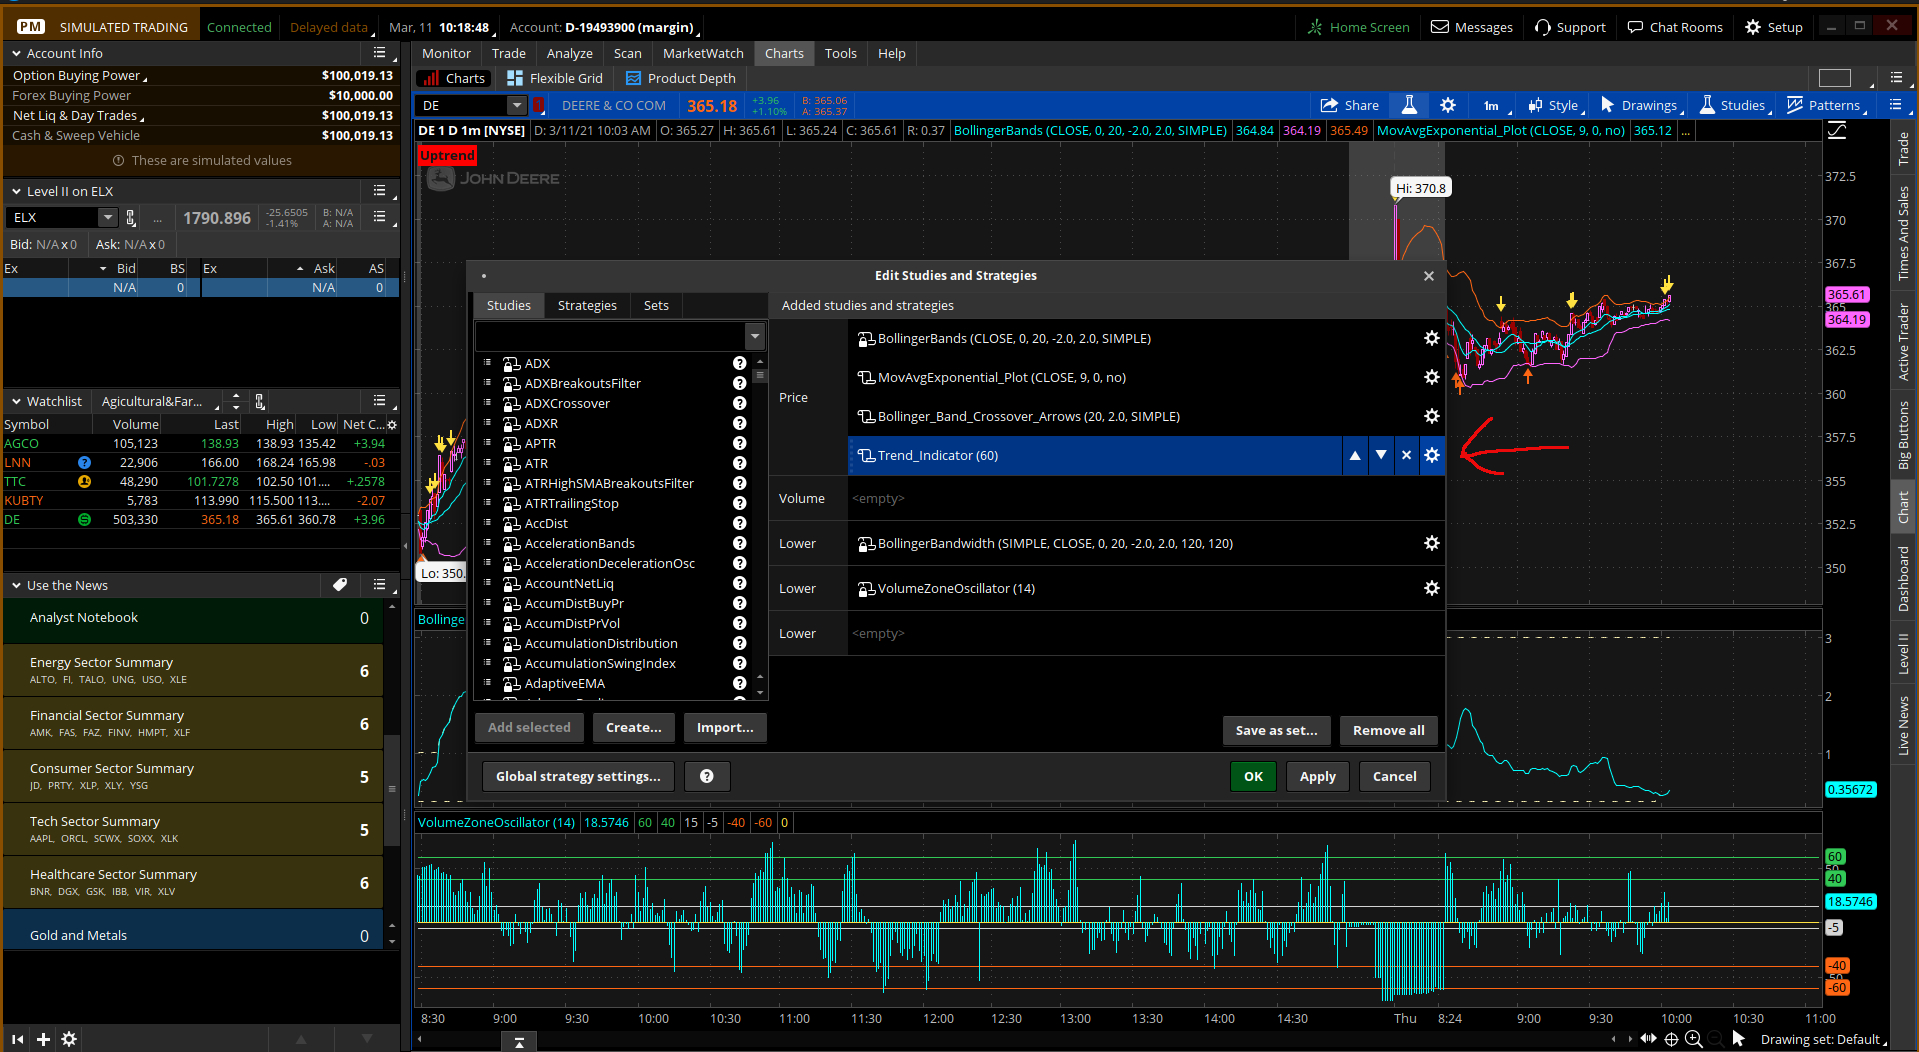 PM SIMULATED TRADING Connected Delayed data Mar, 11 10:18:48 Account: D-19493900 (margin) Home Screen Messages Support Chat Rooms Setup
Account Info
Option Buying Power $100,019.13
Forex Buying Power $10,000.00
Net Liq & Day Trades $100,019.13
Cash & Sweep Vehicle $100,019.13
These are simulated values
Level II on ELX
ELX ... 1790.896 -25.6505 -1.41% B: N/A A: N/A
Bid: N/A x 0 Ask: N/A x 0
Ex Bid BS Ex Ask AS
N/A 0 N/A 0
Watchlist Agicultural&Far...
Symbol Volume Last High Low Net C...
AGCO 105,123 138.93 138.93 135.42 +3.94
LNN 22,906 166.00 168.24 165.98 -.03
TTC 48,290 101.7278 102.50 101.... +.2578
KUBTY 5,783 113.990 115.500 113.... -2.07
DE 503,330 365.18 365.61 360.78 +3.96
Use the News
Analyst Notebook 0
Energy Sector Summary 6
ALTO, FI, TALO, UNG, USO, XLE
Financial Sector Summary 6
AMK, FAS, FAZ, FINV, HMPT, XLF
Consumer Sector Summary 5
JD, PRTY, XLP, XLY, YSG
Tech Sector Summary 5
AAPL, ORCL, SCWX, SOXX, XLK
Healthcare Sector Summary 6
BNR, DGX, GSK, IBB, VIR, XLV
Gold and Metals 0
Monitor Trade Analyze Scan MarketWatch Charts Tools Help
Charts Flexible Grid Product Depth
DE DEERE & CO COM 365.18 +3.96 +1.10% B: 365.06 A: 365.37 Share 1m Style Drawings Studies Patterns
DE 1 D 1m [NYSE] D: 3/11/21 10:03 AM O: 365.27 H: 365.61 L: 365.24 C: 365.61 R: 0.37 BollingerBands (CLOSE, 0, 20, -2.0, 2.0, SIMPLE) 364.84 364.19 365.49 MovAvgExponential_Plot (CLOSE, 9, 0, no) 365.12 ...
Uptrend
JOHN DEERE
Hi: 370.8
Lo: 350.
372.5
370
367.5
365.61
365
364.19
362.5
360
357.5
355
352.5
350
Edit Studies and Strategies
Studies Strategies Sets
ADX
ADXBreakoutsFilter
ADXCrossover
ADXR
APTR
ATR
ATRHighSMABreakoutsFilter
ATRTrailingStop
AccDist
AccelerationBands
AccelerationDecelerationOsc
AccountNetLiq
AccumDistBuyPr
AccumDistPrVol
AccumulationDistribution
AccumulationSwingIndex
AdaptiveEMA
Add selected Create... Import...
Added studies and strategies
Price
BollingerBands (CLOSE, 0, 20, -2.0, 2.0, SIMPLE)
MovAvgExponential_Plot (CLOSE, 9, 0, no)
Bollinger_Band_Crossover_Arrows (20, 2.0, SIMPLE)
Trend_Indicator (60)
Volume <empty>
Lower BollingerBandwidth (SIMPLE, CLOSE, 0, 20, -2.0, 2.0, 120, 120)
Lower VolumeZoneOscillator (14)
Lower <empty>
Save as set... Remove all
Global strategy settings... ? OK Apply Cancel
Bollinge
3
2
1
0.35672
VolumeZoneOscillator (14) 18.5746 60 40 15 -5 -40 -60 0
60
40
18.5746
-5
-40
-60
8:30 9:00 9:30 10:00 10:30 11:00 11:30 12:00 12:30 13:00 13:30 14:00 14:30 Thu 8:24 9:00 9:30 10:00 10:30 11:00
Drawing set: Default
Trade
Times And Sales
Active Trader
Big Buttons
Chart
Dashboard
Level II
Live News